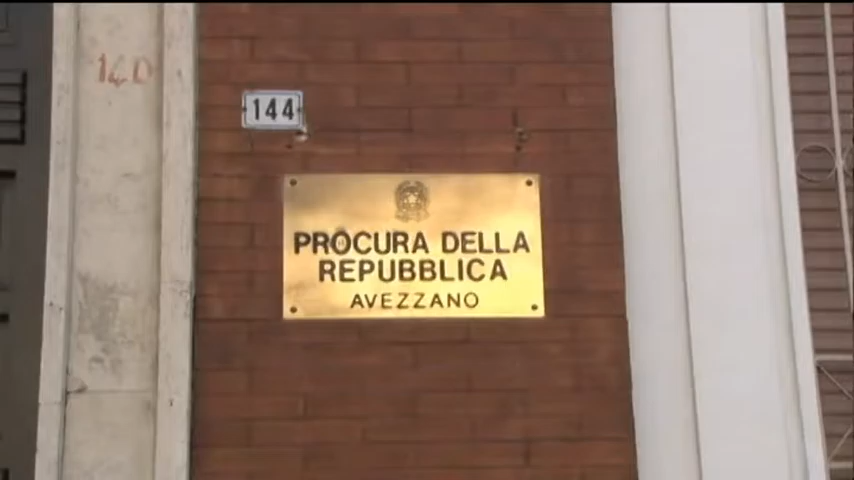 140
144
PROCURA DELLA
REPUBBLICA
AVEZZANO